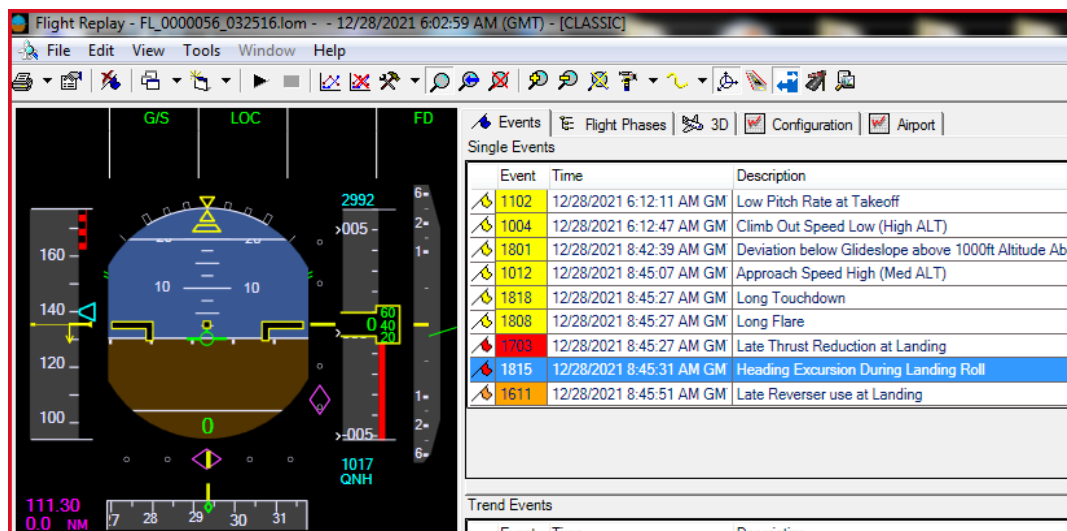 Flight Replay - FL_0000056_032516.lom - - 12/28/2021 6:02:59 AM (GMT) - [CLASSIC]
File Edit View Tools Window Help
G/S LOC FD
Events Flight Phases 3D Configuration Airport
Single Events
Event Time Description
1102 12/28/2021 6:12:11 AM GM Low Pitch Rate at Takeoff
1004 12/28/2021 6:12:47 AM GM Climb Out Speed Low (High ALT)
1801 12/28/2021 8:42:39 AM GM Deviation below Glideslope above 1000ft Altitude Ab
1012 12/28/2021 8:45:07 AM GM Approach Speed High (Med ALT)
1818 12/28/2021 8:45:27 AM GM Long Touchdown
1808 12/28/2021 8:45:27 AM GM Long Flare
1703 12/28/2021 8:45:27 AM GM Late Thrust Reduction at Landing
1815 12/28/2021 8:45:31 AM GM Heading Excursion During Landing Roll
1611 12/28/2021 8:45:51 AM GM Late Reverser use at Landing
Trend Events
2992
005
160
140
120
100
10 10
0
60
0 40
20
-005
1017
QNH
6
2
1
1
2
6
111.30
0.0 NM
28 29 30 31